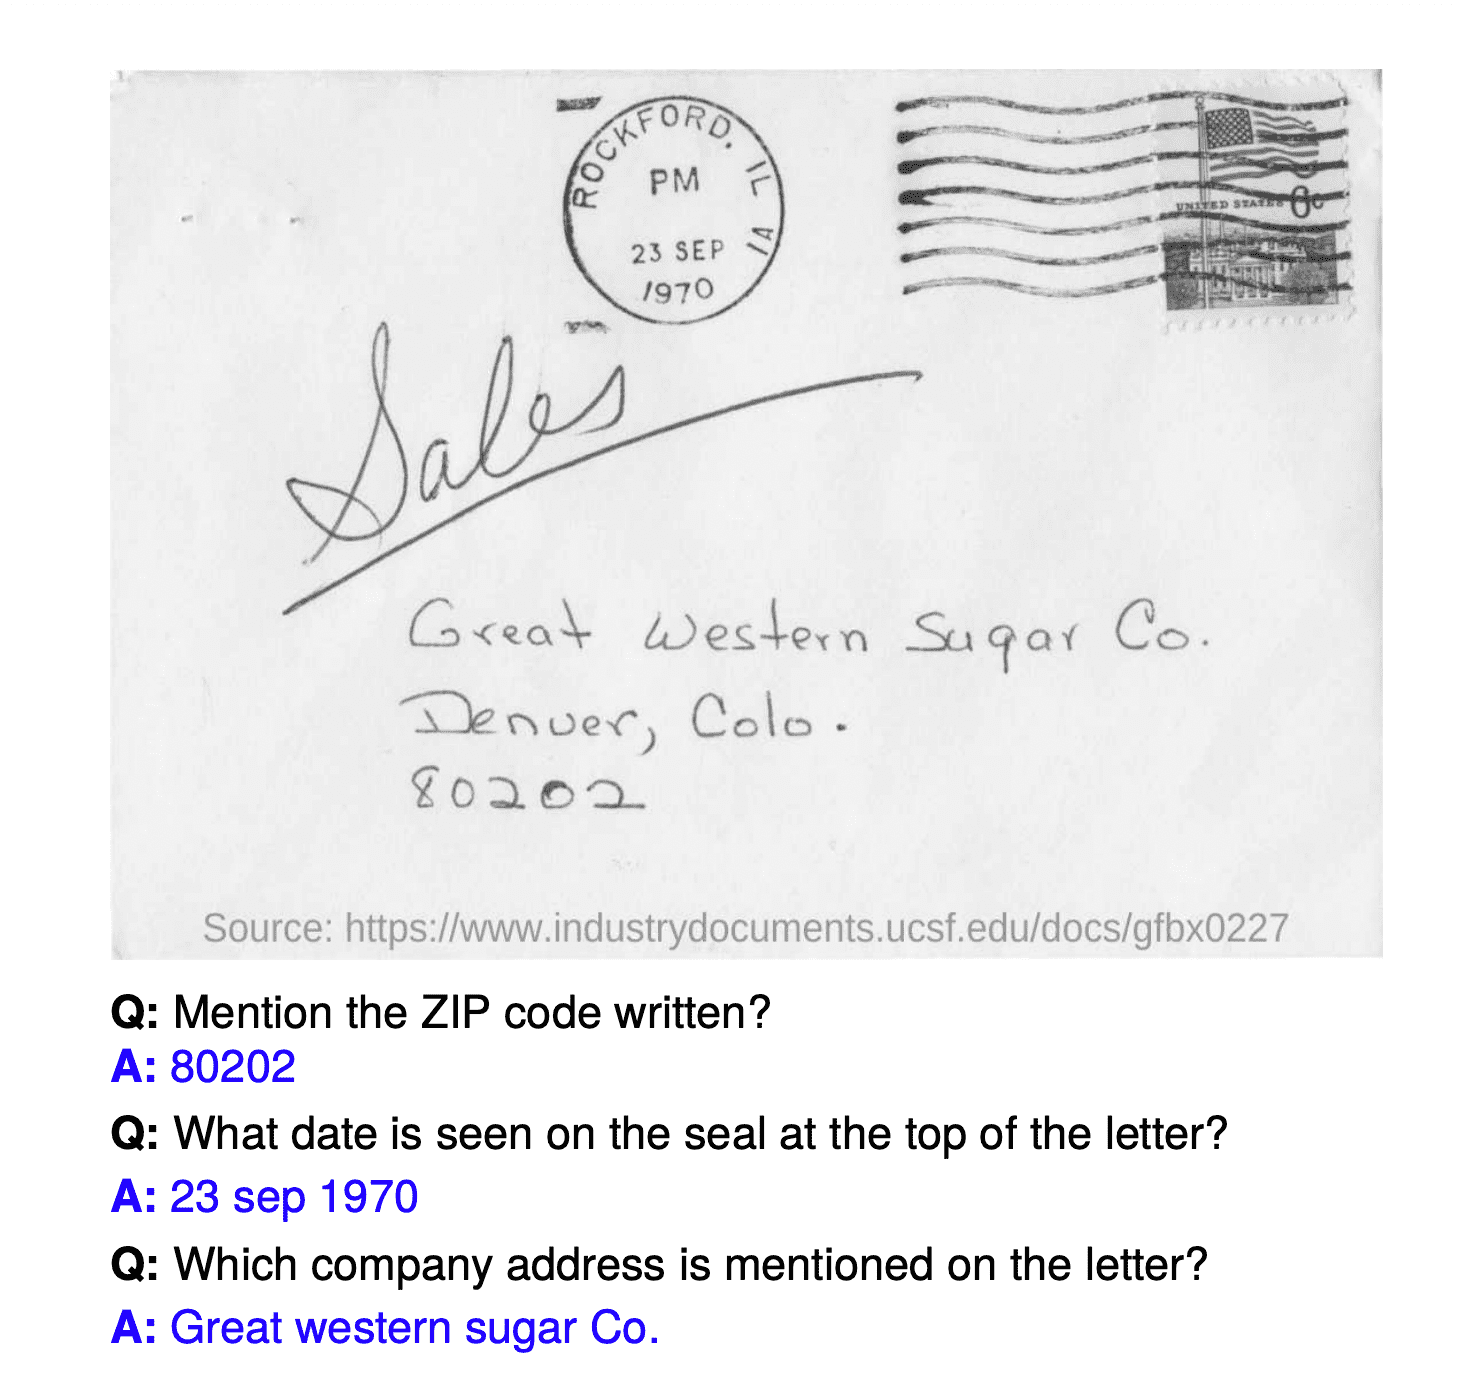 ROCKFORD, IL
PM
IA
23 SEP
1970
UNITED STATES 6c
Sales
Great Western Sugar Co.
Denver, Colo.
80202
Source: https://www.industrydocuments.ucsf.edu/docs/gfbx0227
Q: Mention the ZIP code written?
A: 80202
Q: What date is seen on the seal at the top of the letter?
A: 23 sep 1970
Q: Which company address is mentioned on the letter?
A: Great western sugar Co.